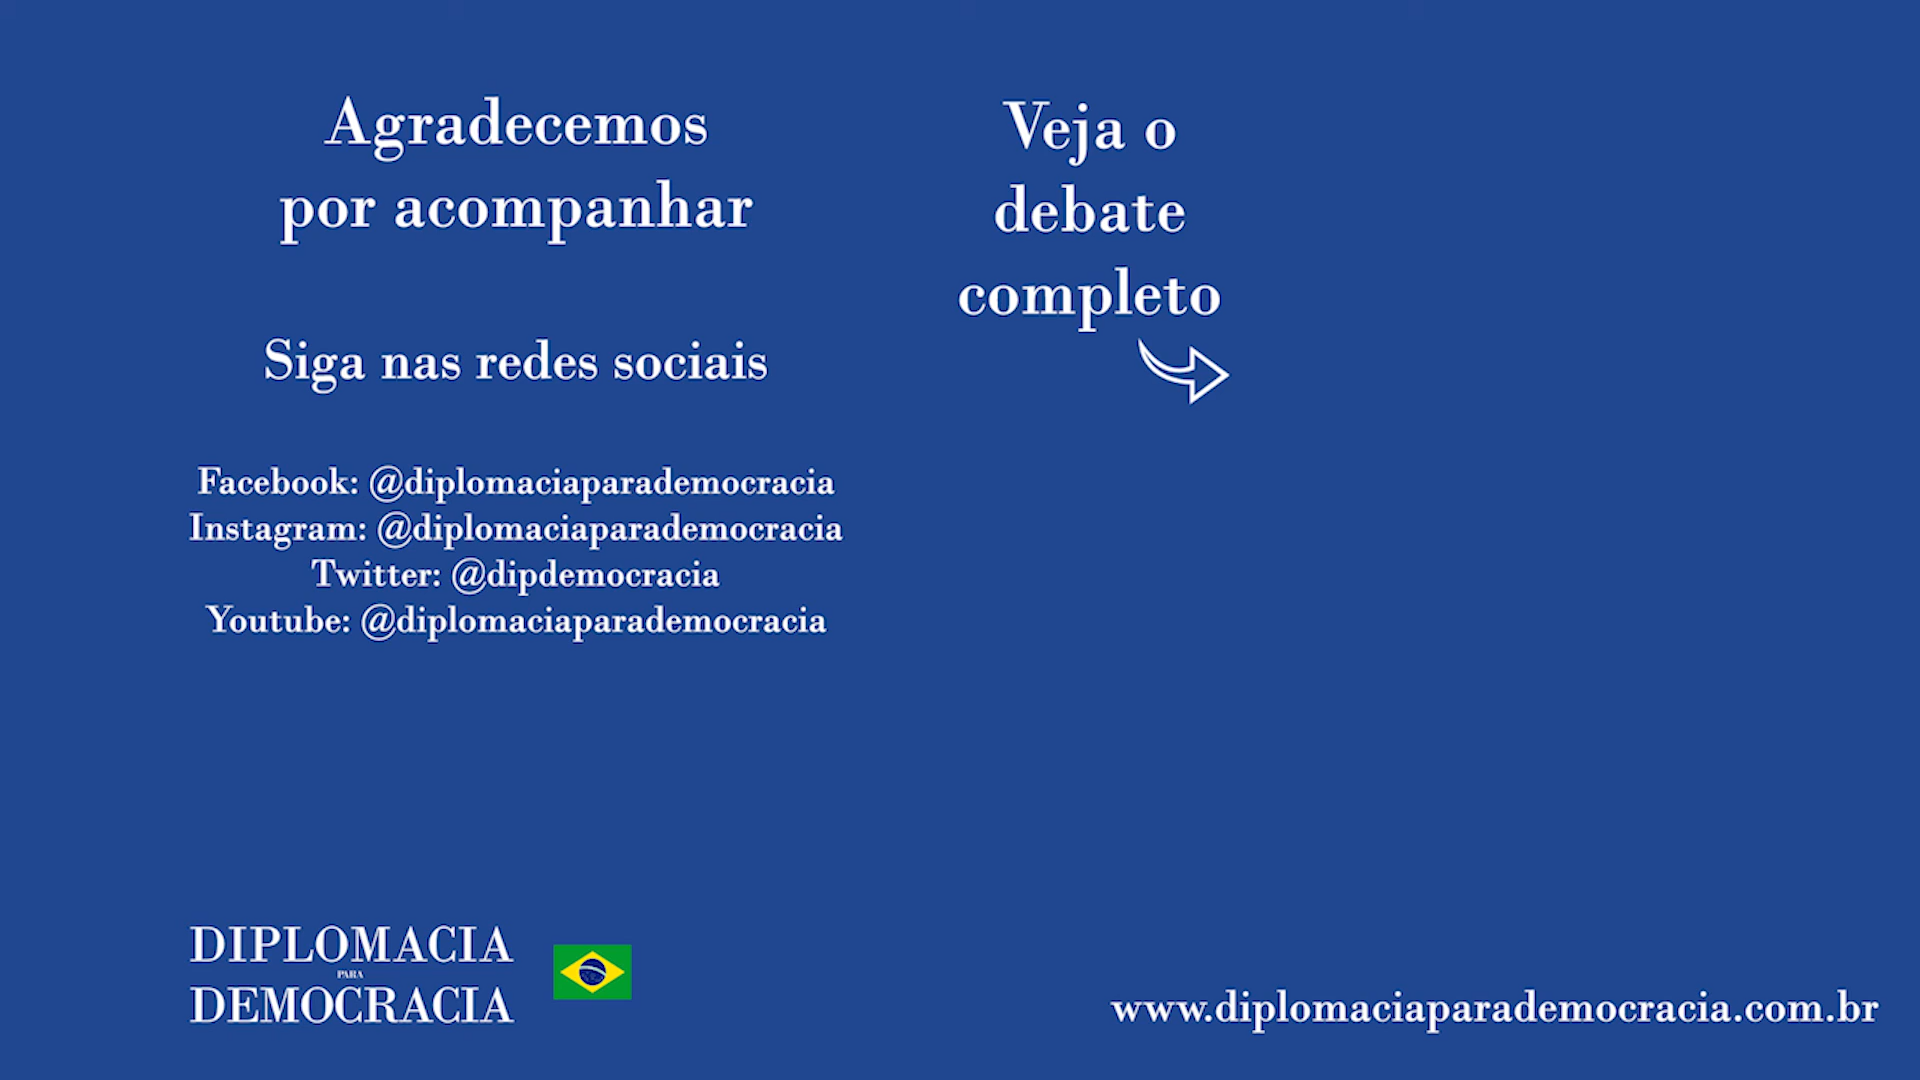 Agradecemos
por acompanhar
Siga nas redes sociais
Facebook: @diplomaciaparademocracia
Instagram: @diplomaciaparademocracia
Twitter: @dipdemocracia
Youtube: @diplomaciaparademocracia
Veja o
debate
completo
DIPLOMACIA
PARA
DEMOCRACIA
www.diplomaciaparademocracia.com.br